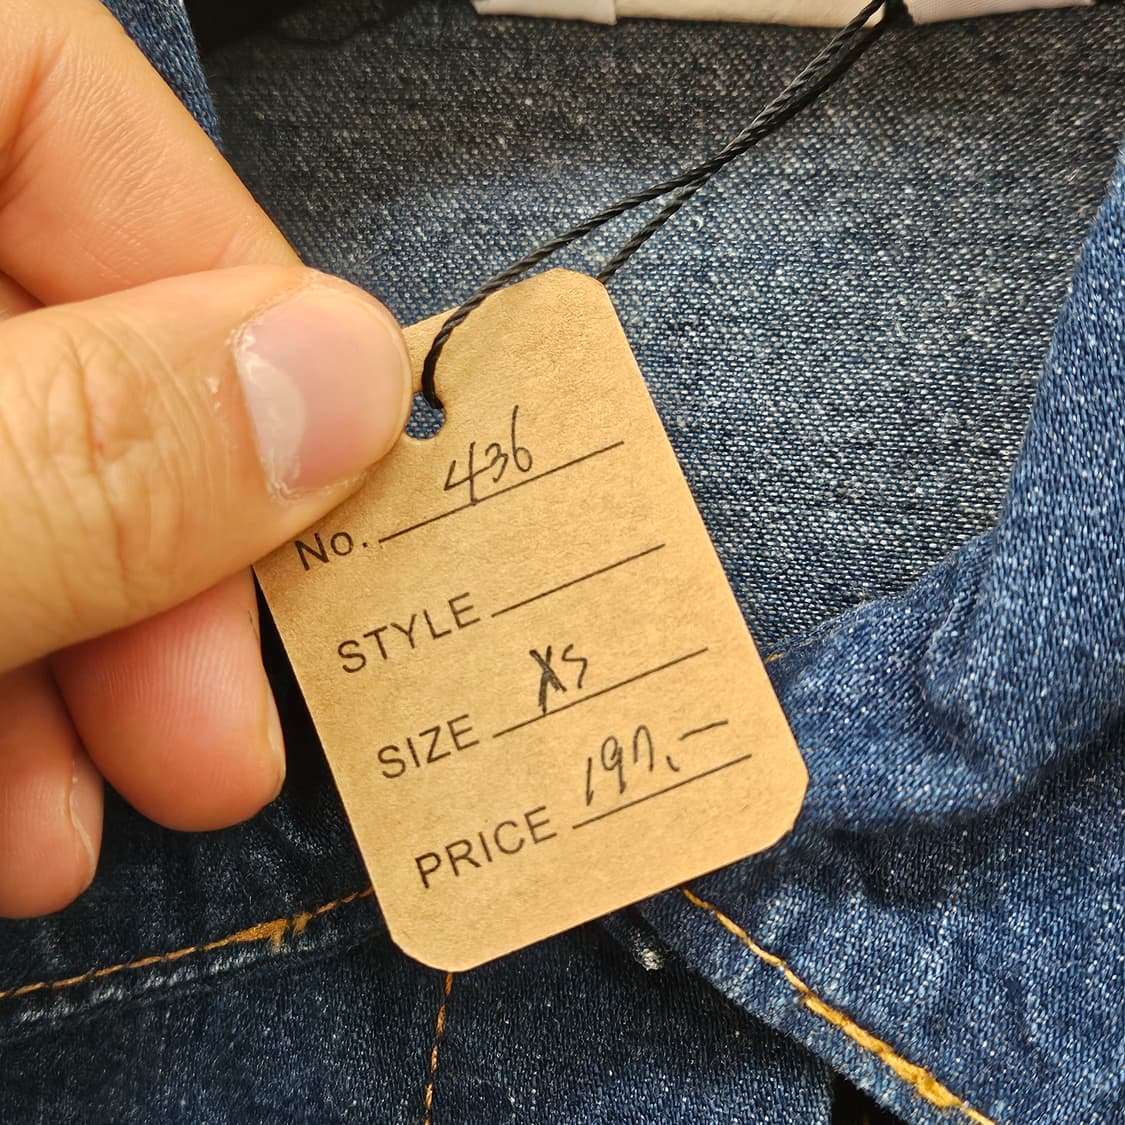 No. 436
STYLE
SIZE XS
PRICE 197,-